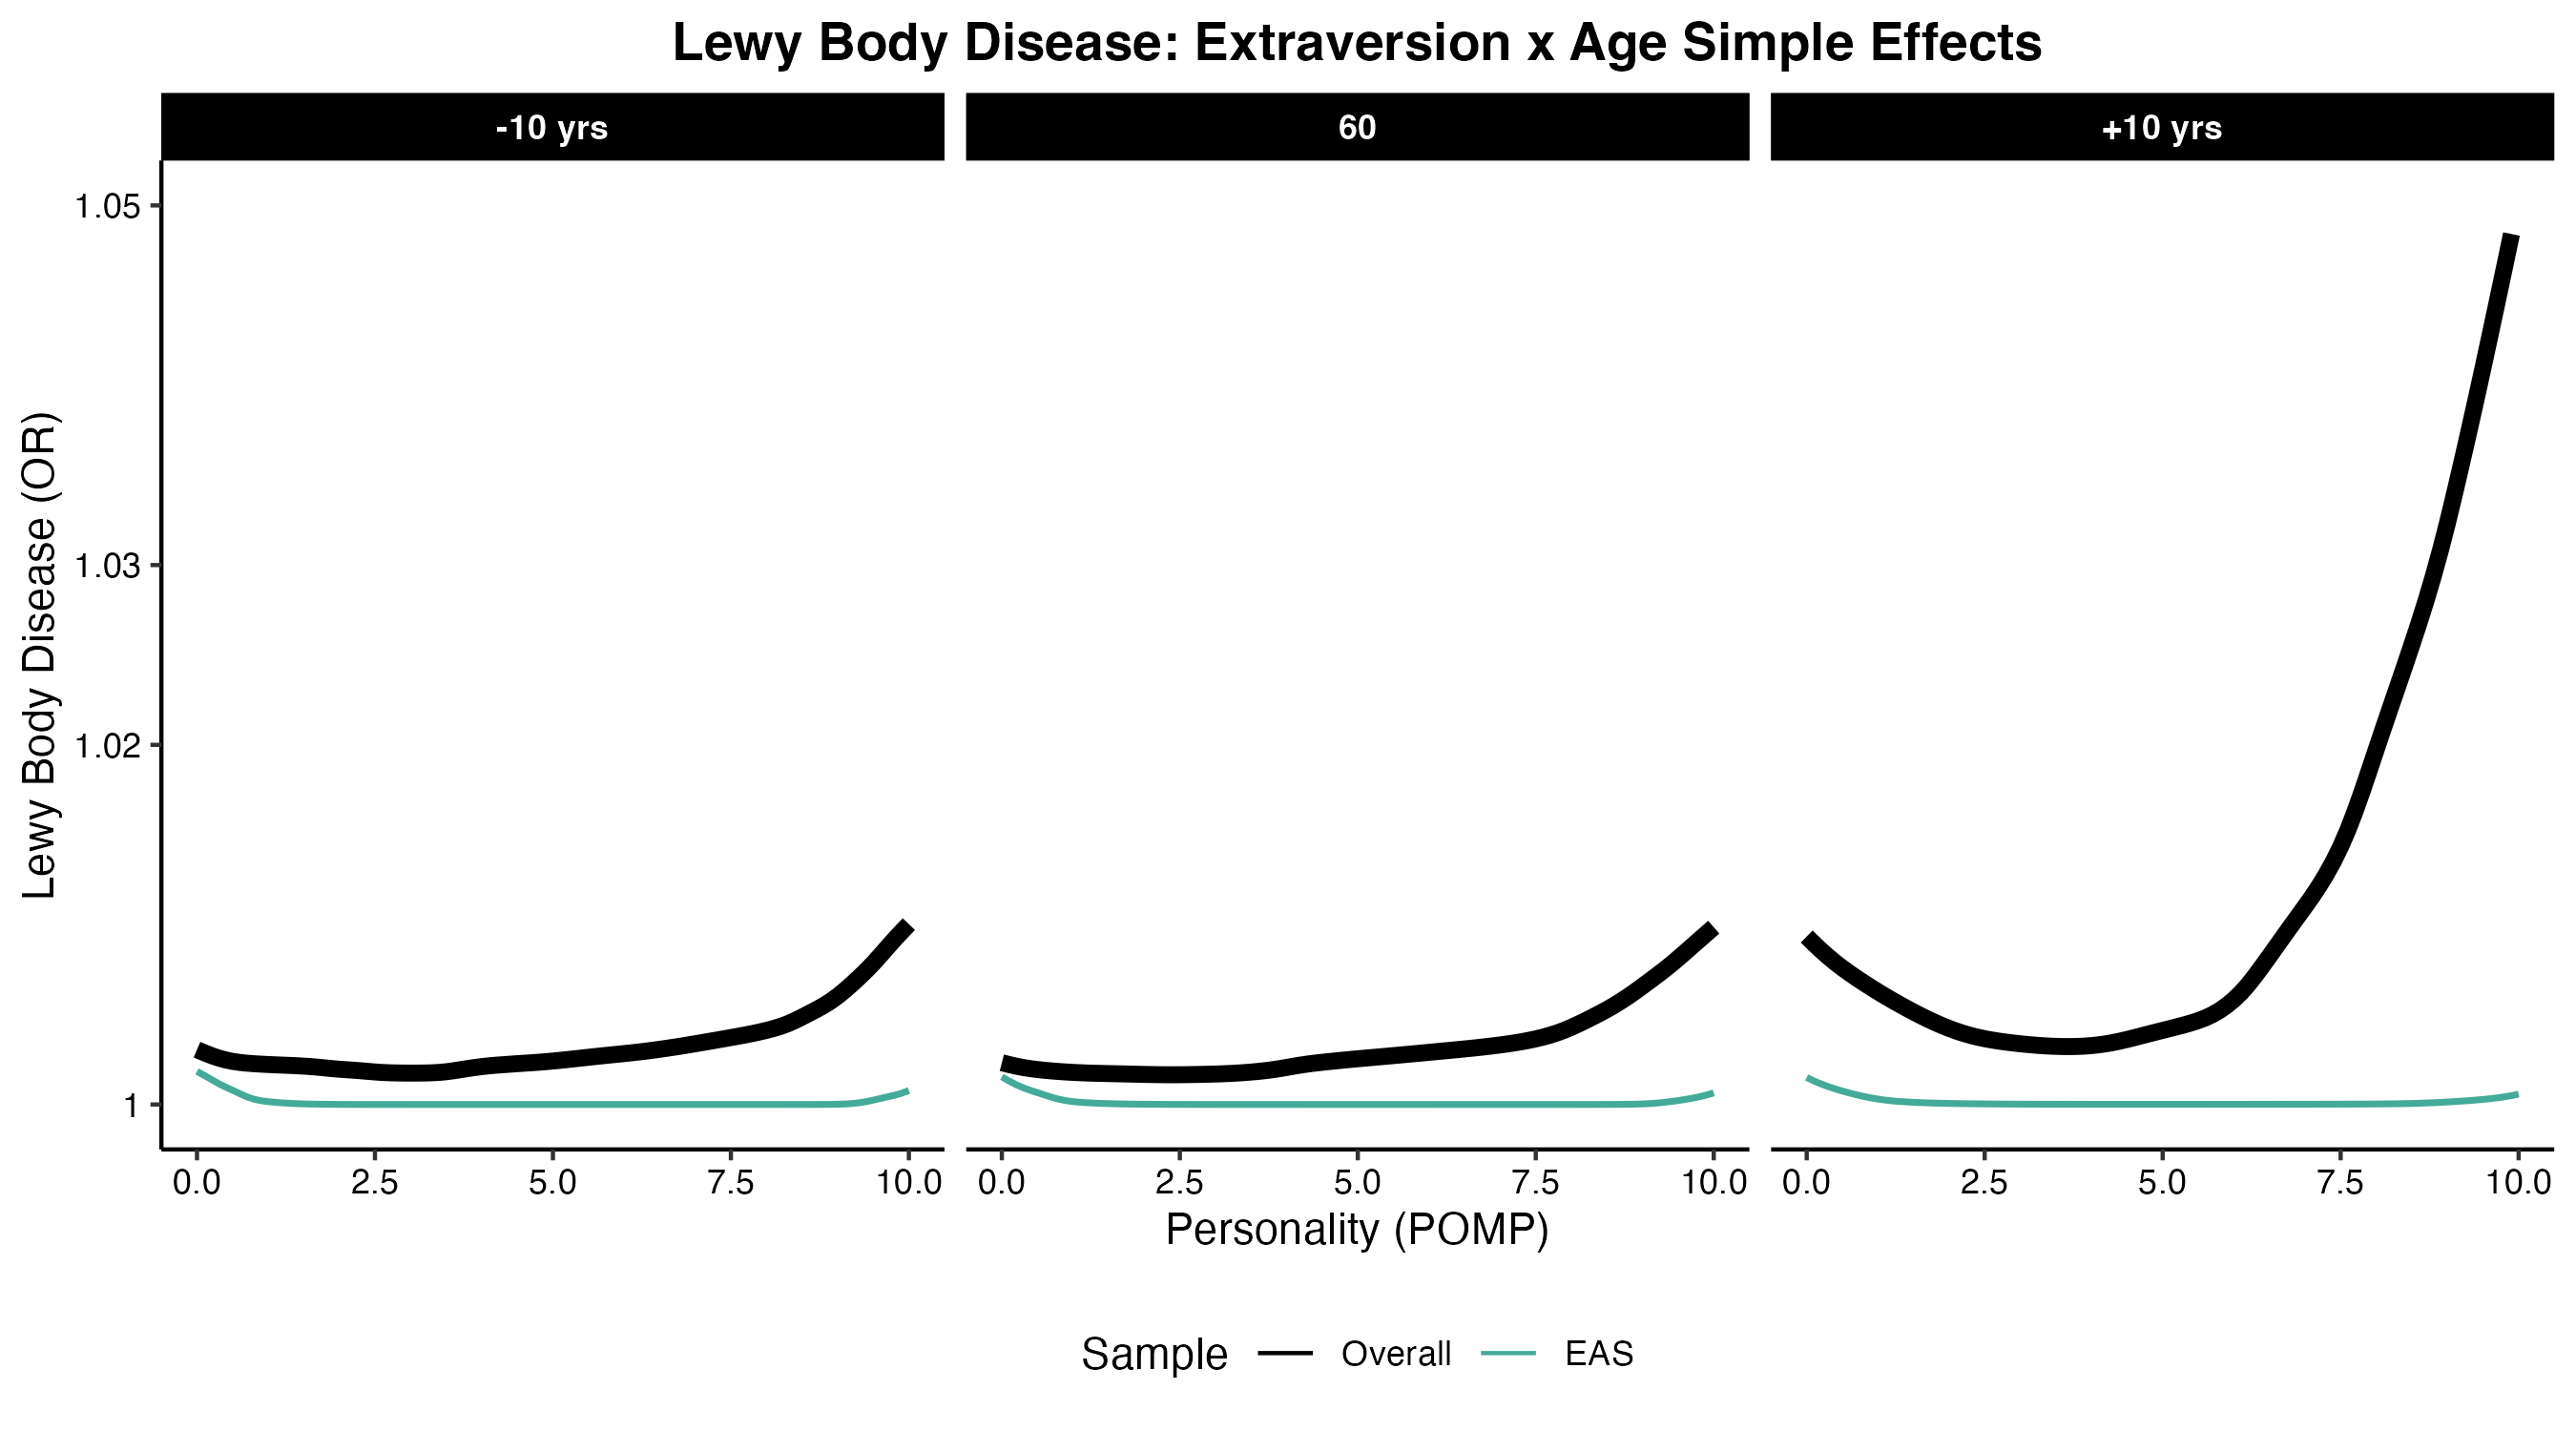 Lewy Body Disease: Extraversion x Age Simple Effects
-10 yrs
60
+10 yrs
Lewy Body Disease (OR)
1.05
1.03
1.02
1
0.0 2.5 5.0 7.5 10.0
0.0 2.5 5.0 7.5 10.0
0.0 2.5 5.0 7.5 10.0
Personality (POMP)
Sample Overall EAS